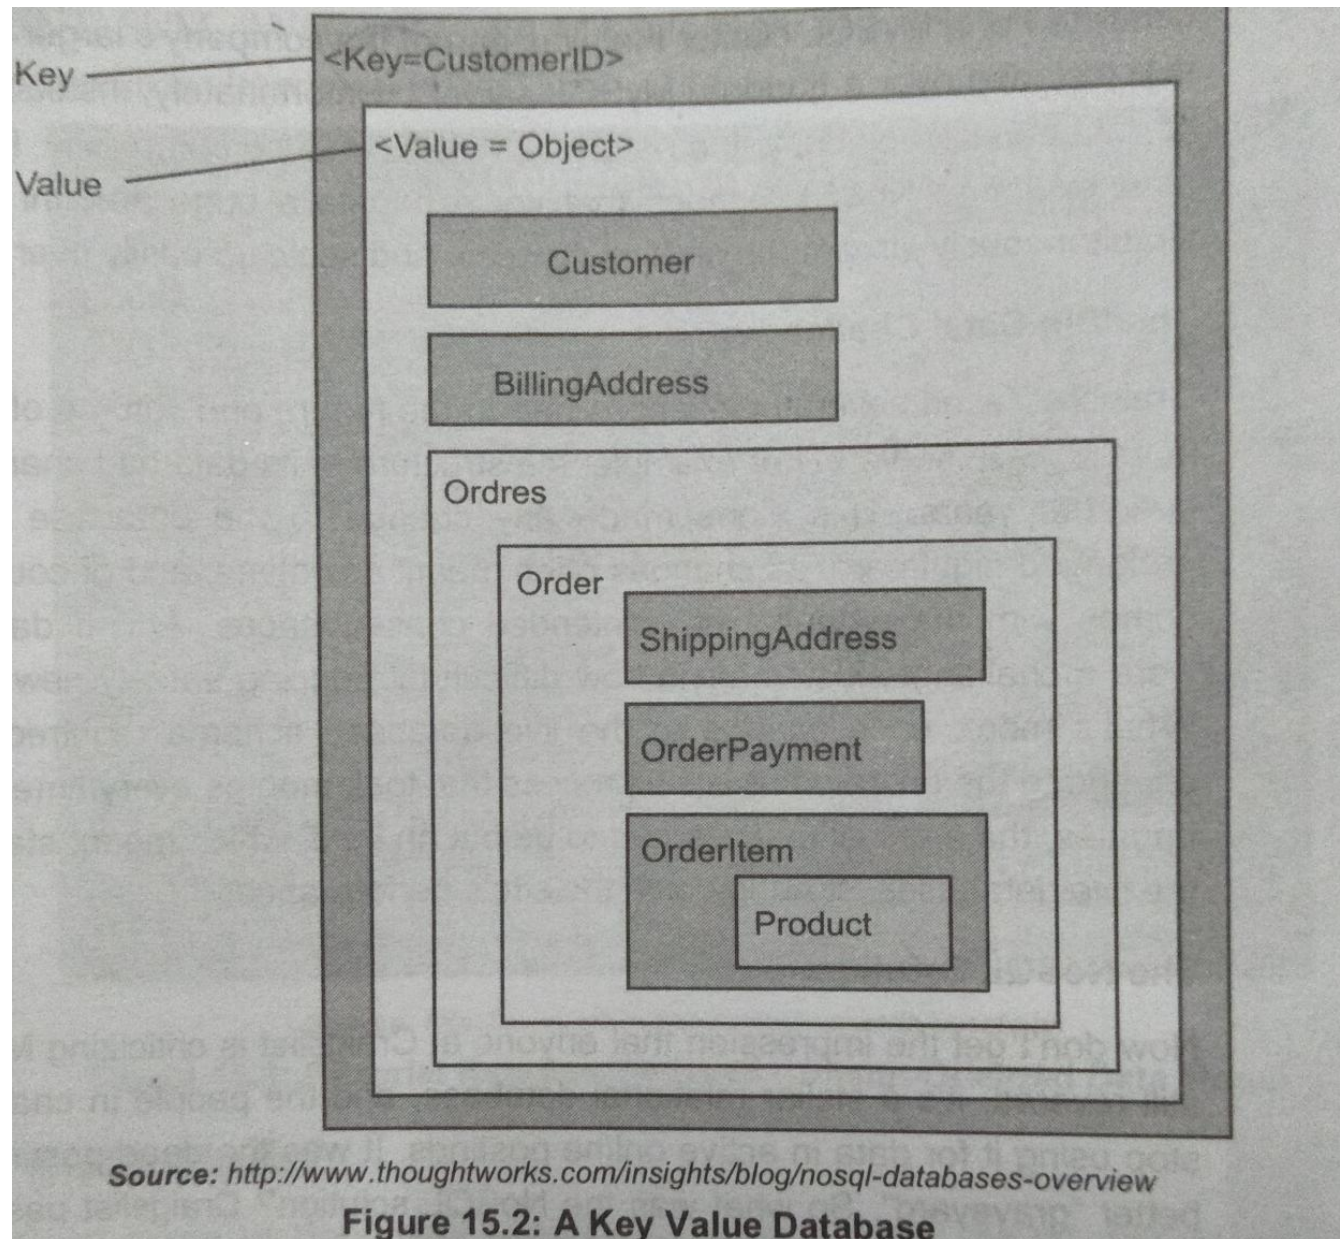 Key
<Key=CustomerID>
Value
<Value = Object>
Customer
BillingAddress
Ordres
Order
ShippingAddress
OrderPayment
OrderItem
Product
Source: http://www.thoughtworks.com/insights/blog/nosql-databases-overview
Figure 15.2: A Key Value Database